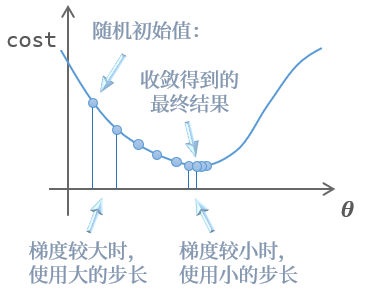 随机初始值：
cost
收敛得到的
最终结果
θ
梯度较大时，
使用大的步长
梯度较小时，
使用小的步长